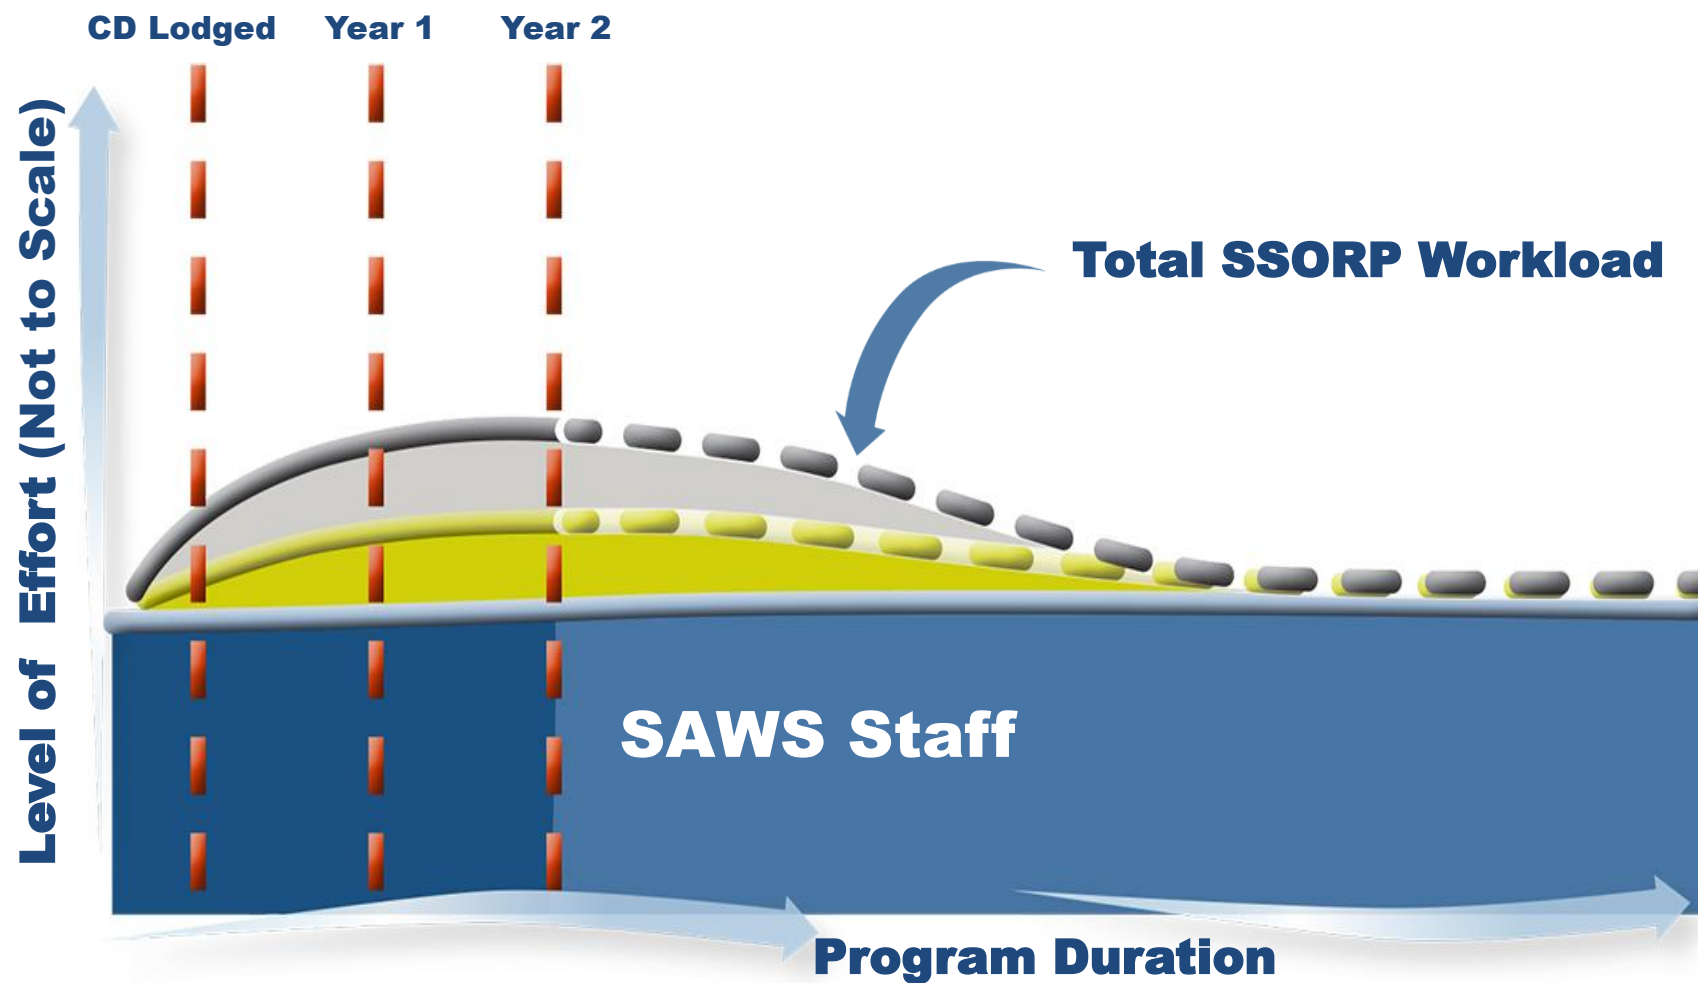 CD Lodged
Year 1
Year 2
Level of Effort (Not to Scale)
Total SSORP Workload
SAWS Staff
Program Duration